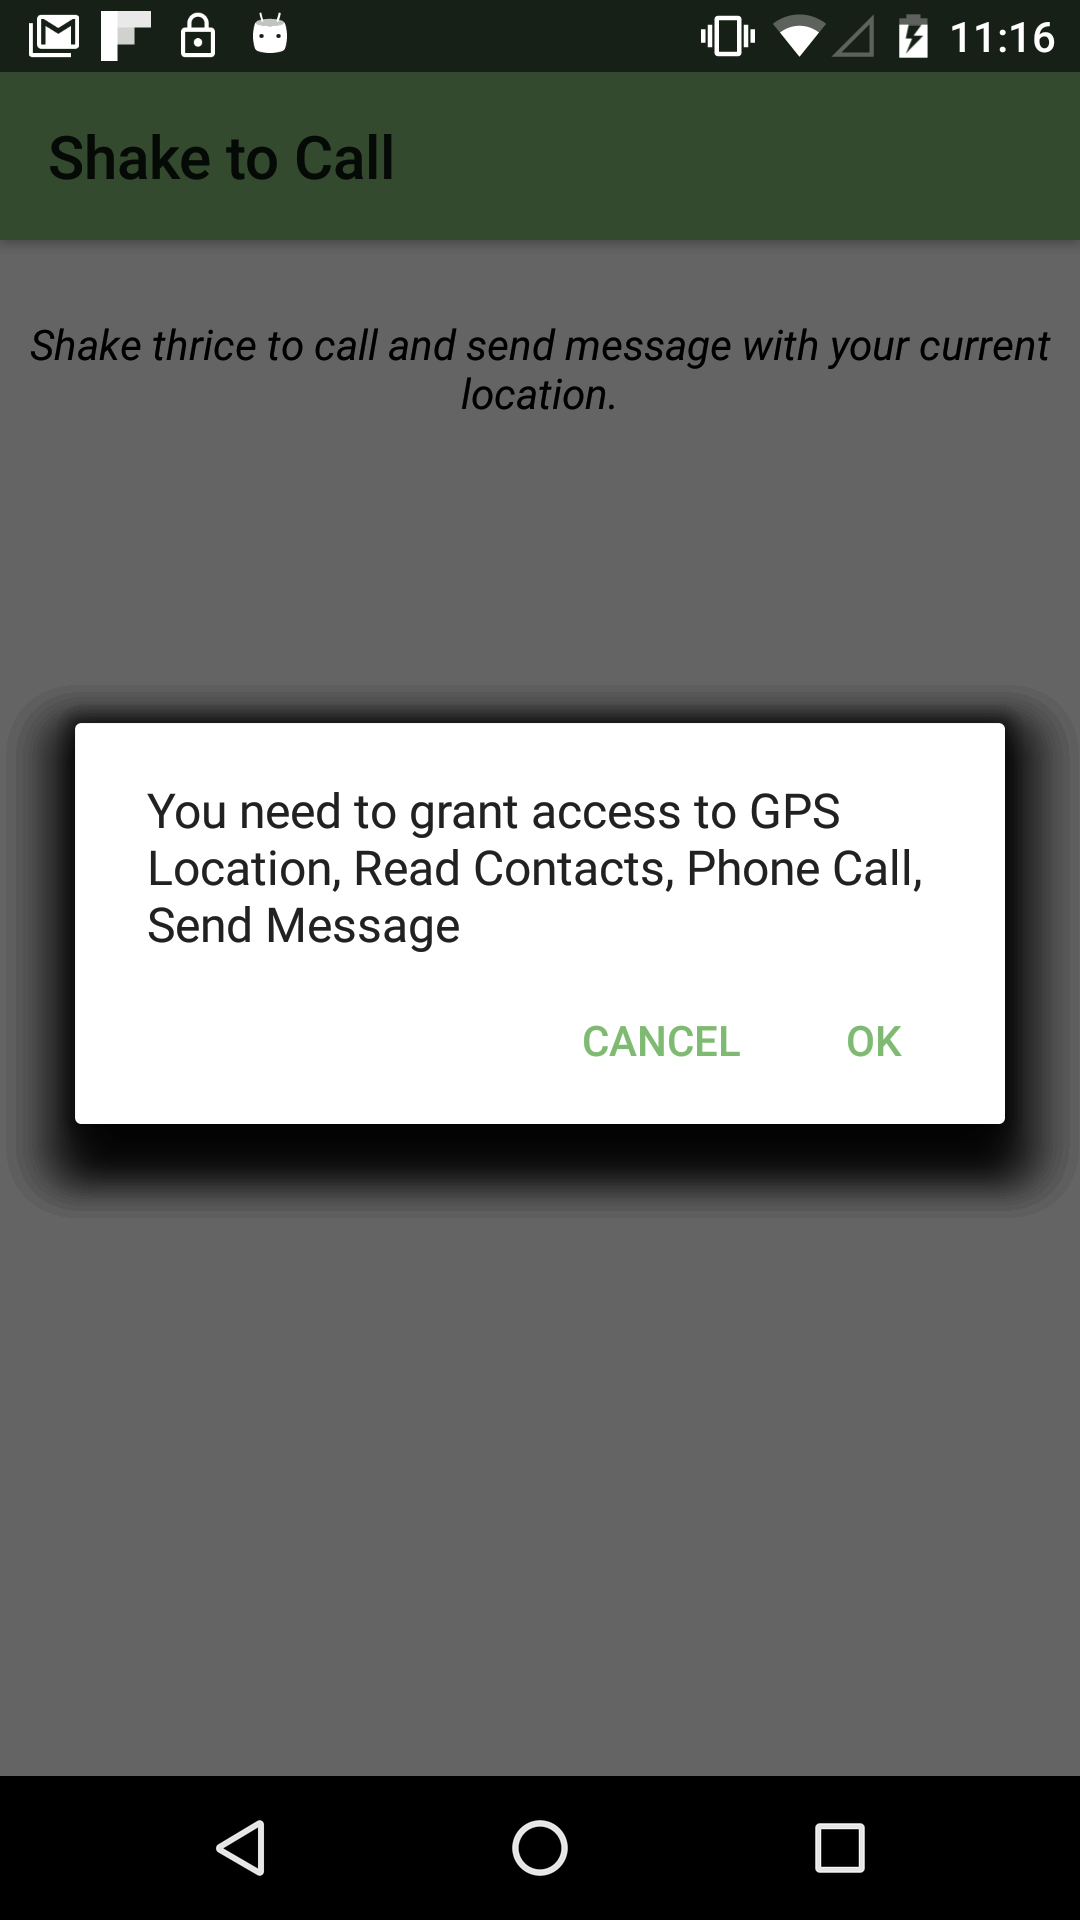 11:16
Shake to Call
Shake thrice to call and send message with your current
location.
You need to grant access to GPS
Location, Read Contacts, Phone Call,
Send Message
CANCEL OK